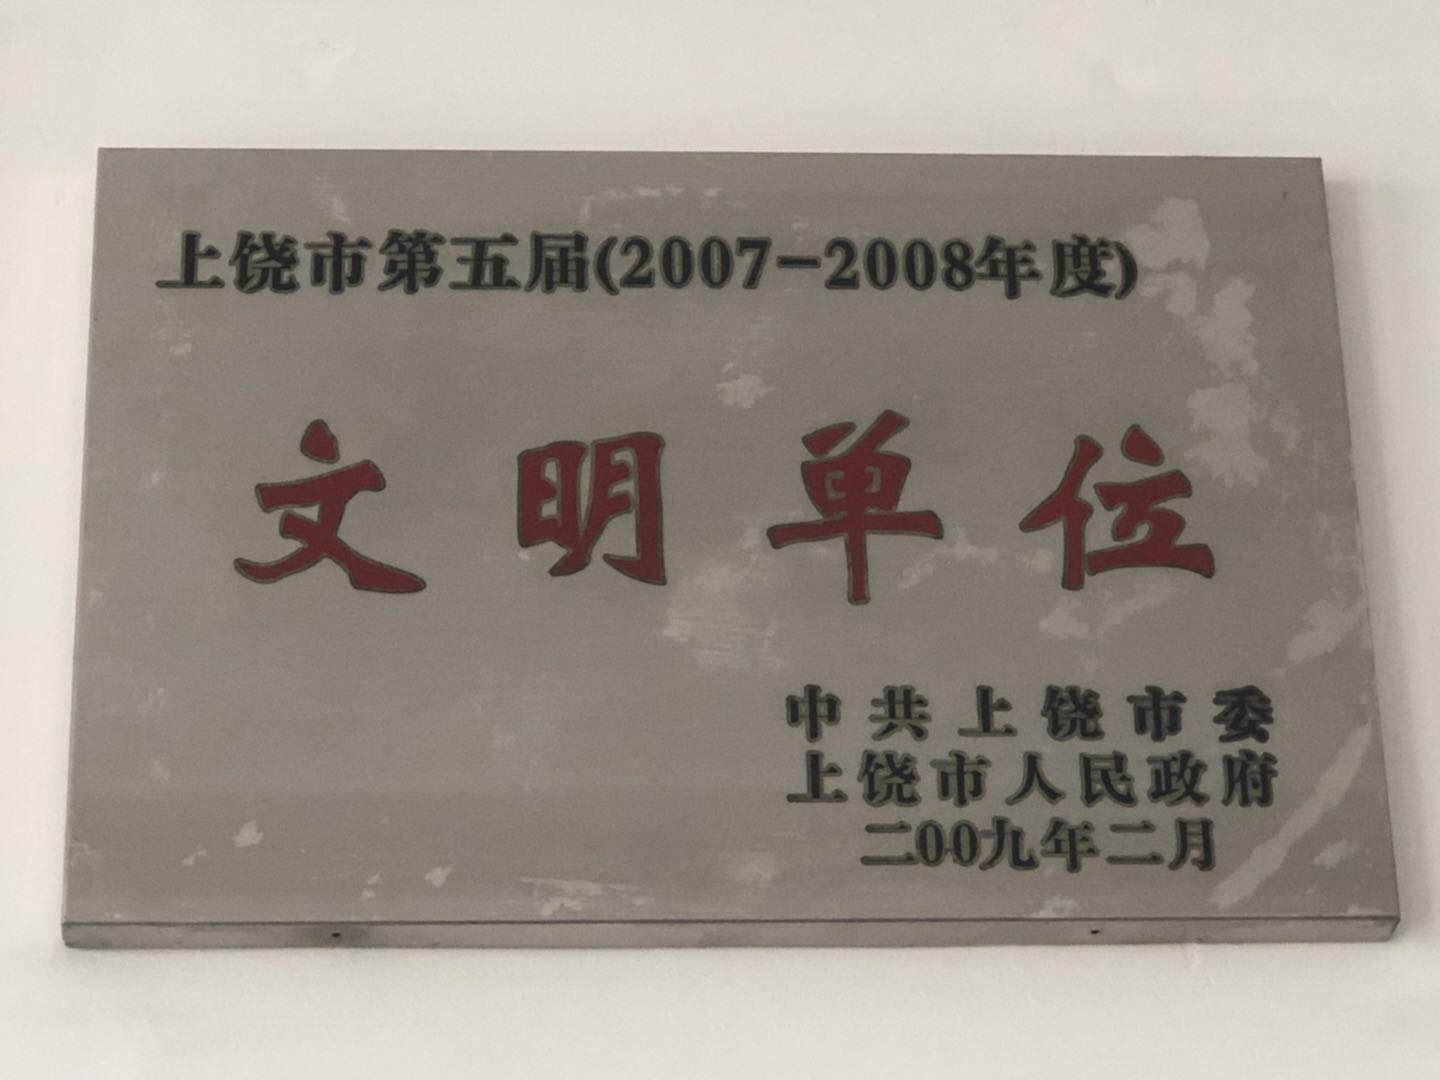 上饶市第五届(2007-2008年度)
文明单位
中共上饶市委
上饶市人民政府
二00九年二月